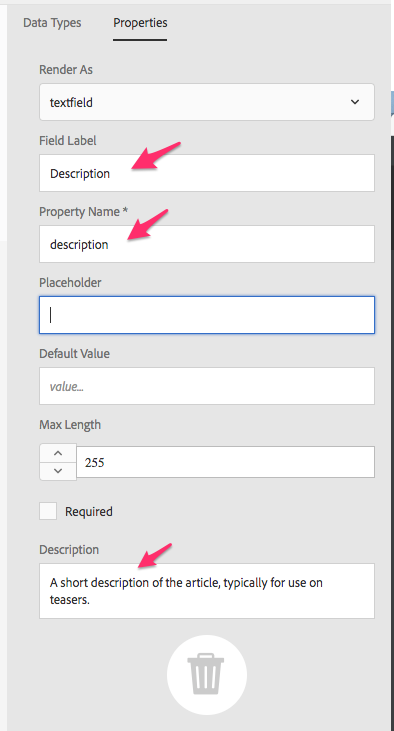 Data Types Properties
Render As
textfield
Field Label
Description
Property Name *
description
Placeholder
Default Value
value...
Max Length
255
Required
Description
A short description of the article, typically for use on
teasers.